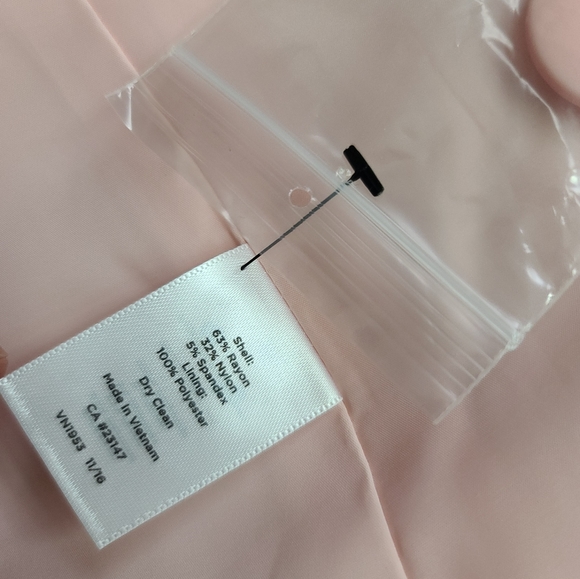 Shell:
63% Rayon
32% Nylon
5% Spandex
Lining:
100% Polyester
Dry Clean
Made in Vietnam
CA #23147
VN1953 11/16